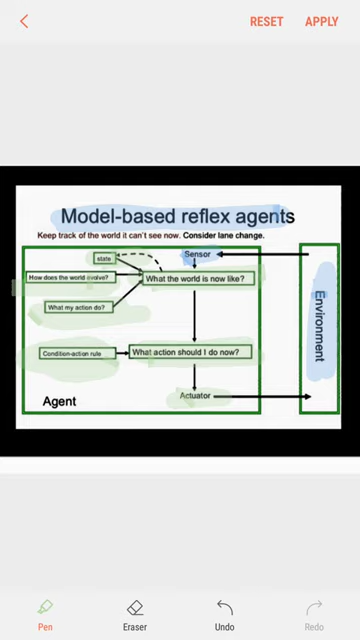 RESET APPLY
Model-based reflex agents
Keep track of the world it can't see now. Consider lane change.
state
Sensor
How does the world evolve?
What the world is now like?
What my action do?
Condition-action rule
What action should I do now?
Actuator
Agent
Environment
Pen Eraser Undo Redo